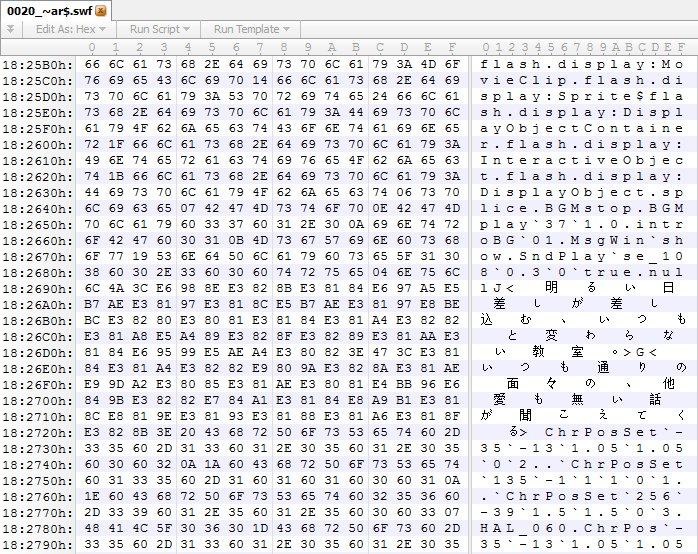 0020_~ar$.swf
Edit As: Hex Run Script Run Template
0 1 2 3 4 5 6 7 8 9 A B C D E F 0123456789ABCDEF
18:25B0h: 66 6C 61 73 68 2E 64 69 73 70 6C 61 79 3A 4D 6F flash.display:Mo
18:25C0h: 76 69 65 43 6C 69 70 14 66 6C 61 73 68 2E 64 69 vieClip.flash.di
18:25D0h: 73 70 6C 61 79 3A 53 70 72 69 74 65 24 66 6C 61 splay:Sprite$fla
18:25E0h: 73 68 2E 64 69 73 70 6C 61 79 3A 44 69 73 70 6C sh.display:Displ
18:25F0h: 61 79 4F 62 6A 65 63 74 43 6F 6E 74 61 69 6E 65 ayObjectContaine
18:2600h: 72 1F 66 6C 61 73 68 2E 64 69 73 70 6C 61 79 3A r.flash.display:
18:2610h: 49 6E 74 65 72 61 63 74 69 76 65 4F 62 6A 65 63 InteractiveObjec
18:2620h: 74 1B 66 6C 61 73 68 2E 64 69 73 70 6C 61 79 3A t.flash.display:
18:2630h: 44 69 73 70 6C 61 79 4F 62 6A 65 63 74 06 73 70 DisplayObject.sp
18:2640h: 6C 69 63 65 07 42 47 4D 73 74 6F 70 0E 42 47 4D lice.BGMstop.BGM
18:2650h: 70 6C 61 79 60 33 37 60 31 2E 30 0A 69 6E 74 72 play`37`1.0.intr
18:2660h: 6F 42 47 60 30 31 0B 4D 73 67 57 69 6E 60 73 68 oBG`01.MsgWin`sh
18:2670h: 6F 77 19 53 6E 64 50 6C 61 79 60 73 65 5F 31 30 ow.SndPlay`se_10
18:2680h: 38 60 30 2E 33 60 30 60 74 72 75 65 04 6E 75 6C 8`0.3`0`true.nul
18:2690h: 6C 4A 3C E6 98 8E E3 82 8B E3 81 84 E6 97 A5 E5 lJ<明るい日
18:26A0h: B7 AE E3 81 97 E3 81 8C E5 B7 AE E3 81 97 E8 BE 差しが差し
18:26B0h: BC E3 82 80 E3 80 81 E3 81 84 E3 81 A4 E3 82 82 込む、いつも
18:26C0h: E3 81 A8 E5 A4 89 E3 82 8F E3 82 89 E3 81 AA E3 と変わらな
18:26D0h: 81 84 E6 95 99 E5 AE A4 E3 80 82 3E 47 3C E3 81 い教室。>G<
18:26E0h: 84 E3 81 A4 E3 82 82 E9 80 9A E3 82 8A E3 81 AE いつも通りの
18:26F0h: E9 9D A2 E3 80 85 E3 81 AE E3 80 81 E4 BB 96 E6 面々の、他
18:2700h: 84 9B E3 82 82 E7 84 A1 E3 81 84 E8 A9 B1 E3 81 愛も無い話
18:2710h: 8C E8 81 9E E3 81 93 E3 81 88 E3 81 A6 E3 81 8F が聞こえてく
18:2720h: E3 82 8B 3E 20 43 68 72 50 6F 73 53 65 74 60 2D る> ChrPosSet`-
18:2730h: 33 35 60 2D 31 33 60 31 2E 30 35 60 31 2E 30 35 35`-13`1.05`1.05
18:2740h: 60 30 60 32 0A 1A 60 43 68 72 50 6F 73 53 65 74 `0`2..`ChrPosSet
18:2750h: 60 31 33 35 60 2D 31 60 31 60 31 60 30 60 31 0A `135`-1`1`1`0`1.
18:2760h: 1E 60 43 68 72 50 6F 73 53 65 74 60 32 35 36 60 .`ChrPosSet`256`
18:2770h: 2D 33 39 60 31 2E 35 60 31 2E 35 60 30 60 33 07 -39`1.5`1.5`0`3.
18:2780h: 48 41 4C 5F 30 36 30 1D 43 68 72 50 6F 73 60 2D HAL_060.ChrPos`-
18:2790h: 33 35 60 2D 31 33 60 31 2E 30 35 60 31 2E 30 35 35`-13`1.05`1.05